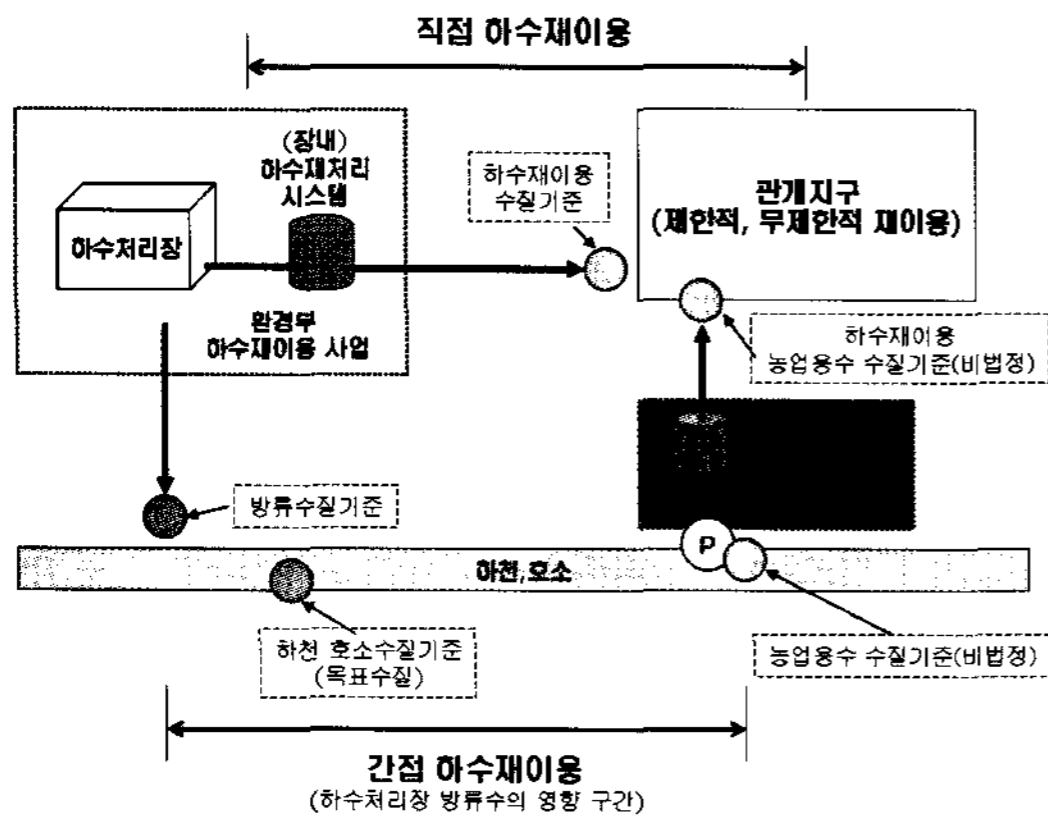 직접 하수재이용
(장내)
하수재처리
시스템
하수처리장
환경부
하수재이용 사업
하수재이용
수질기준
관개지구
(제한적, 무제한적 재이용)
하수재이용
농업용수 수질기준(비법정)
방류수질기준
P
하천,호소
하천 호소수질기준
(목표수질)
농업용수 수질기준(비법정)
간접 하수재이용
(하수처리장 방류수의 영향 구간)